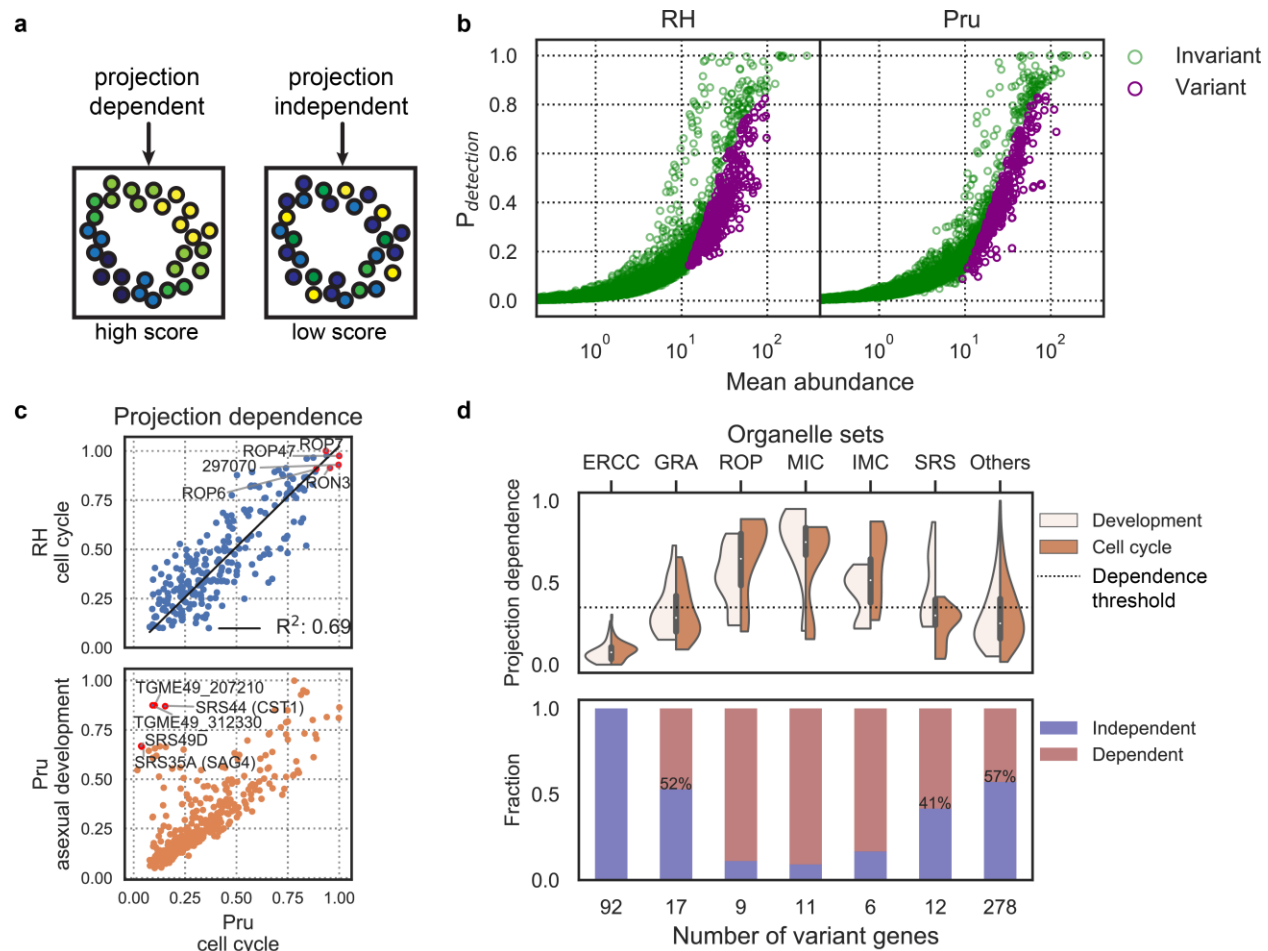 a
projection
dependent
projection
independent
high score
low score
b
RH
Pru
1.0
0.8
0.6
0.4
0.2
0.0
P_detection
10^0
10^1
10^2
10^0
10^1
10^2
Mean abundance
Invariant
Variant
c
Projection dependence
1.00
0.75
0.50
0.25
0.00
RH
cell cycle
ROP7
ROP47
297070
RON3
ROP6
R²: 0.69
1.00
0.75
0.50
0.25
0.00
Pru
asexual development
TGME49_207210
SRS44 (CST1)
TGME49_312330
SRS49D
SRS35A (SAG4)
0.00 0.25 0.50 0.75 1.00
Pru
cell cycle
d
Organelle sets
ERCC GRA ROP MIC IMC SRS Others
1.0
0.5
0.0
Projection dependence
Development
Cell cycle
Dependence
threshold
1.0
0.5
0.0
Fraction
52%
41%
57%
Independent
Dependent
92 17 9 11 6 12 278
Number of variant genes